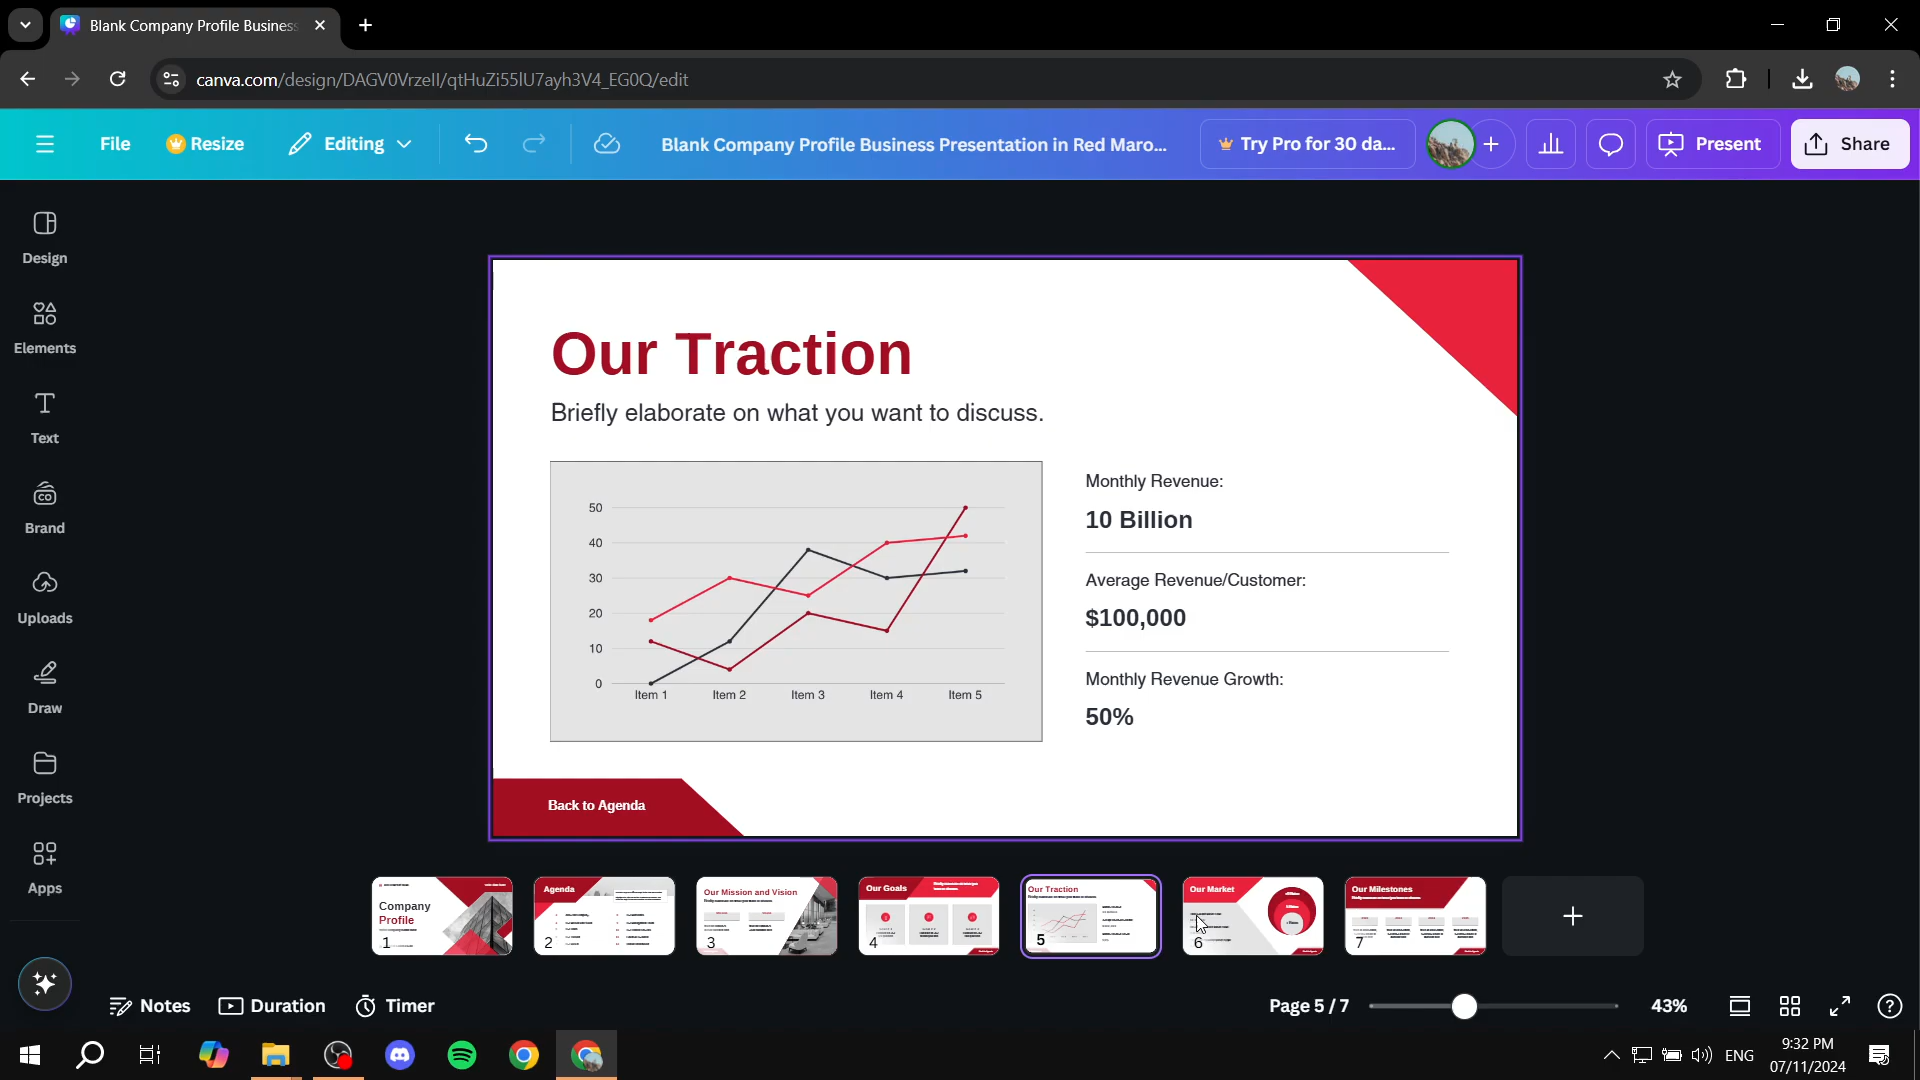 Blank Company Profile Business
canva.com/design/DAGV0VrzelI/qtHuZi55lU7ayh3V4_EG0Q/edit
File
Resize
Editing
Blank Company Profile Business Presentation in Red Maro...
Try Pro for 30 da...
Present
Share
Design
Elements
Text
Brand
Uploads
Draw
Projects
Apps
Our Traction
Briefly elaborate on what you want to discuss.
50
40
30
20
10
0
Item 1 Item 2 Item 3 Item 4 Item 5
Monthly Revenue:
10 Billion
Average Revenue/Customer:
$100,000
Monthly Revenue Growth:
50%
Back to Agenda
Company
Profile
1
Agenda
2
Our Mission and Vision
3
Our Goals
4
Our Traction
5
Our Market
6
Our Milestones
7
Notes
Duration
Timer
Page 5 / 7
43%
ENG
9:32 PM
07/11/2024